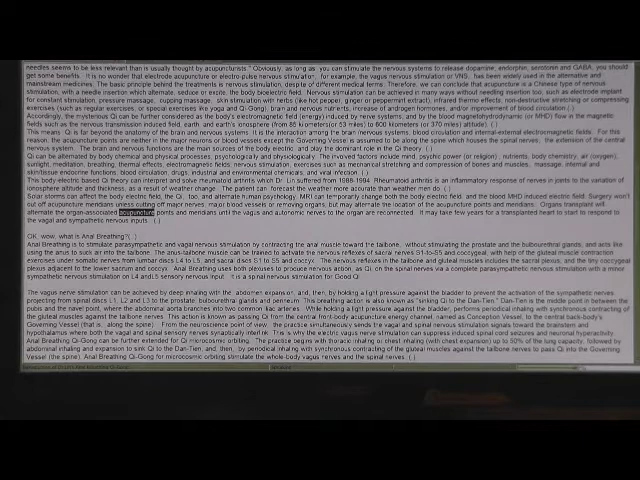 needles seems to be less relevant than is usually thought by acupuncturists." Obviously, as long as you can stimulate the nervous systems to release dopamine, endorphin, serotonin and GABA, you should
get some benefits. It is no wonder that electrode acupuncture or electro-pulse nervous stimulation, for example, the vagus nervous stimulation or VNS, has been widely used in the alternative and
mainstream medicines. The basic principle behind the treatments is nervous stimulation, despite of different medical terms. Therefore, we can conclude that acupuncture is a Chinese type of nervous
stimulation, with a needle insertion which alternate, seduce or excite, the body bioelectric field. Nervous stimulation can be achieved in many ways without needling insertion, such as electrode implant
for constant stimulation, pressure massage, cupping massage, skin stimulation with herbs (like hot pepper, ginger or peppermint extract), infrared thermo effects, non-destructive stretching or compressing
exercises (such as regular exercises, or special exercises like yoga and Qi-Gong), brain and nervous nutrients, increase of androgen hormones, and/or improvement of blood circulation (..)
Accordingly, the mysterious Qi can be further considered as the body's electromagnetic field (energy) induced by nerve systems, and by the blood magnetohydrodynamic (or MHD) flow in the magnetic
fields such as the nervous transmission induced field, earth, and earth's ionosphere (from 85 kilometers(or 53 miles) to 600 kilometers (or 370 miles) altitude). (..)
This means Qi is far beyond the anatomy of the brain and nervous systems. It is the interaction among the brain nervous systems, blood circulation and internal-external electromagnetic fields. For this
reason, the acupuncture points are neither in the major neurons or blood vessels except the Governing Vessel is assumed to be along the spine which houses the spinal nerves, the extension of the central
nervous system. The brain and nervous functions are the main sources of the body electric, and play the dominant role in the Qi theory. (..)
Qi can be alternated by body chemical and physical processes, psychologically and physiologically. The involved factors include mind, psychic power (or religion), nutrients, body chemistry, air (oxygen),
sunlight, meditation, breathing, thermal effects, electromagnetic fields, nervous stimulation, exercises such as mechanical stretching and compression of bones and muscles, massage, internal and
skin/tissue endocrine functions, blood circulation, drugs, industrial and environmental chemicals, and viral infection. (..)
This body-electric based Qi theory can interpret and solve rheumatoid arthritis which Dr. Lin suffered from 1988-1994. Rheumatoid arthritis is an inflammatory response of nerves in joints to the variation of
ionosphere altitude and thickness, as a result of weather change. The patient can forecast the weather more accurate than weather men do. (..)
Solar storms can affect the body electric field, the Qi, too, and alternate human psychology. MRI can temporarily change both the body electric field, and the blood MHD induced electric field. Surgery won't
cut off acupuncture meridians unless cutting off major nerves, major blood vessels or removing organs, but may alternate the location of the acupuncture points and meridians. Organs transplant will
alternate the organ-associated acupuncture points and meridians until the vagus and autonomic nerves to the organ are reconnected. It may take few years for a transplanted heart to start its respond to
the vagal and sympathetic nervous inputs. (..)
OK, wow, what is Anal Breathing?(..)
Anal Breathing is to stimulate parasympathetic and vagal nervous stimulation by contracting the anal muscle toward the tailbone, without stimulating the prostate and the bulbourethral glands, and acts like
using the anus to suck air into the tailbone. The anus-tailbone muscle can be trained to activate the nervous reflexes of sacral nerves S1-to-S5 and coccygeal, with help of the gluteal muscle contraction
exercises under somatic nerves from lumbar discs L4 to L5, and sacral discs S1 to S5 and coccyx. The tailbone area where both the pelvic nervous plexuses includes the sacral plexus, and the tiny coccygeal
plexus adjacent to the lower sacrum and coccyx. Anal Breathing uses both plexuses to produce nervous action, as Qi, on the spinal nerves via a complete parasympathetic nervous stimulation with a minor
sympathetic nervous stimulation on L4 and L5 sensory nervous input. It is a spinal nervous stimulation for Good Qi
The vagus nerve stimulation can be achieved by deep inhaling with the abdomen expansion, and, then, by holding a light pressure against the bladder to prevent the activation of the sympathetic nerves
projecting from spinal discs L1, L2 and L3 to the prostate, bulbourethral glands and perineum. This breathing action is also known as "sinking Qi to the Dan-Tien." Dan-Tien is the middle point in between the
pubis and the navel point, where the abdominal aorta branches into two common iliac arteries. While holding a light pressure against the bladder, performs periodical inhaling with synchronical contracting of
the gluteal muscles against the tailbone nerves. This action is known as passing Qi from the central front-body acupuncture energy channel, named as Conception Vessel, to the central back-body's
Governing Vessel (that is, along the spine). From the neuroscience point of view, the practice simultaneously sends the vagal and spinal nervous stimulation signals toward the brainstem and
hypothalamus where, both the vagal and spinal sensory nerves synaptically interlink. This is why the electric vagus nerve stimulation can suppress induced spinal cord seizures and neuronal hyperactivity.
Anal Breathing Qi-Gong can be further extended for Qi microcosmic orbiting. The practice begins with thoracic inhaling or chest inhaling (with chest expansion) up to 50% of the lung capacity, followed by
abdominal inhaling and expansion to sink Qi to the Dan-Tien, and, then, by periodical inhaling with synchronous contracting of the gluteal muscles against the tailbone nerves to pass Qi into the Governing
Vessel (the spine). Anal Breathing Qi-Gong for microcosmic orbiting stimulate the whole-body vagus nerves and the spinal nerves. (..)